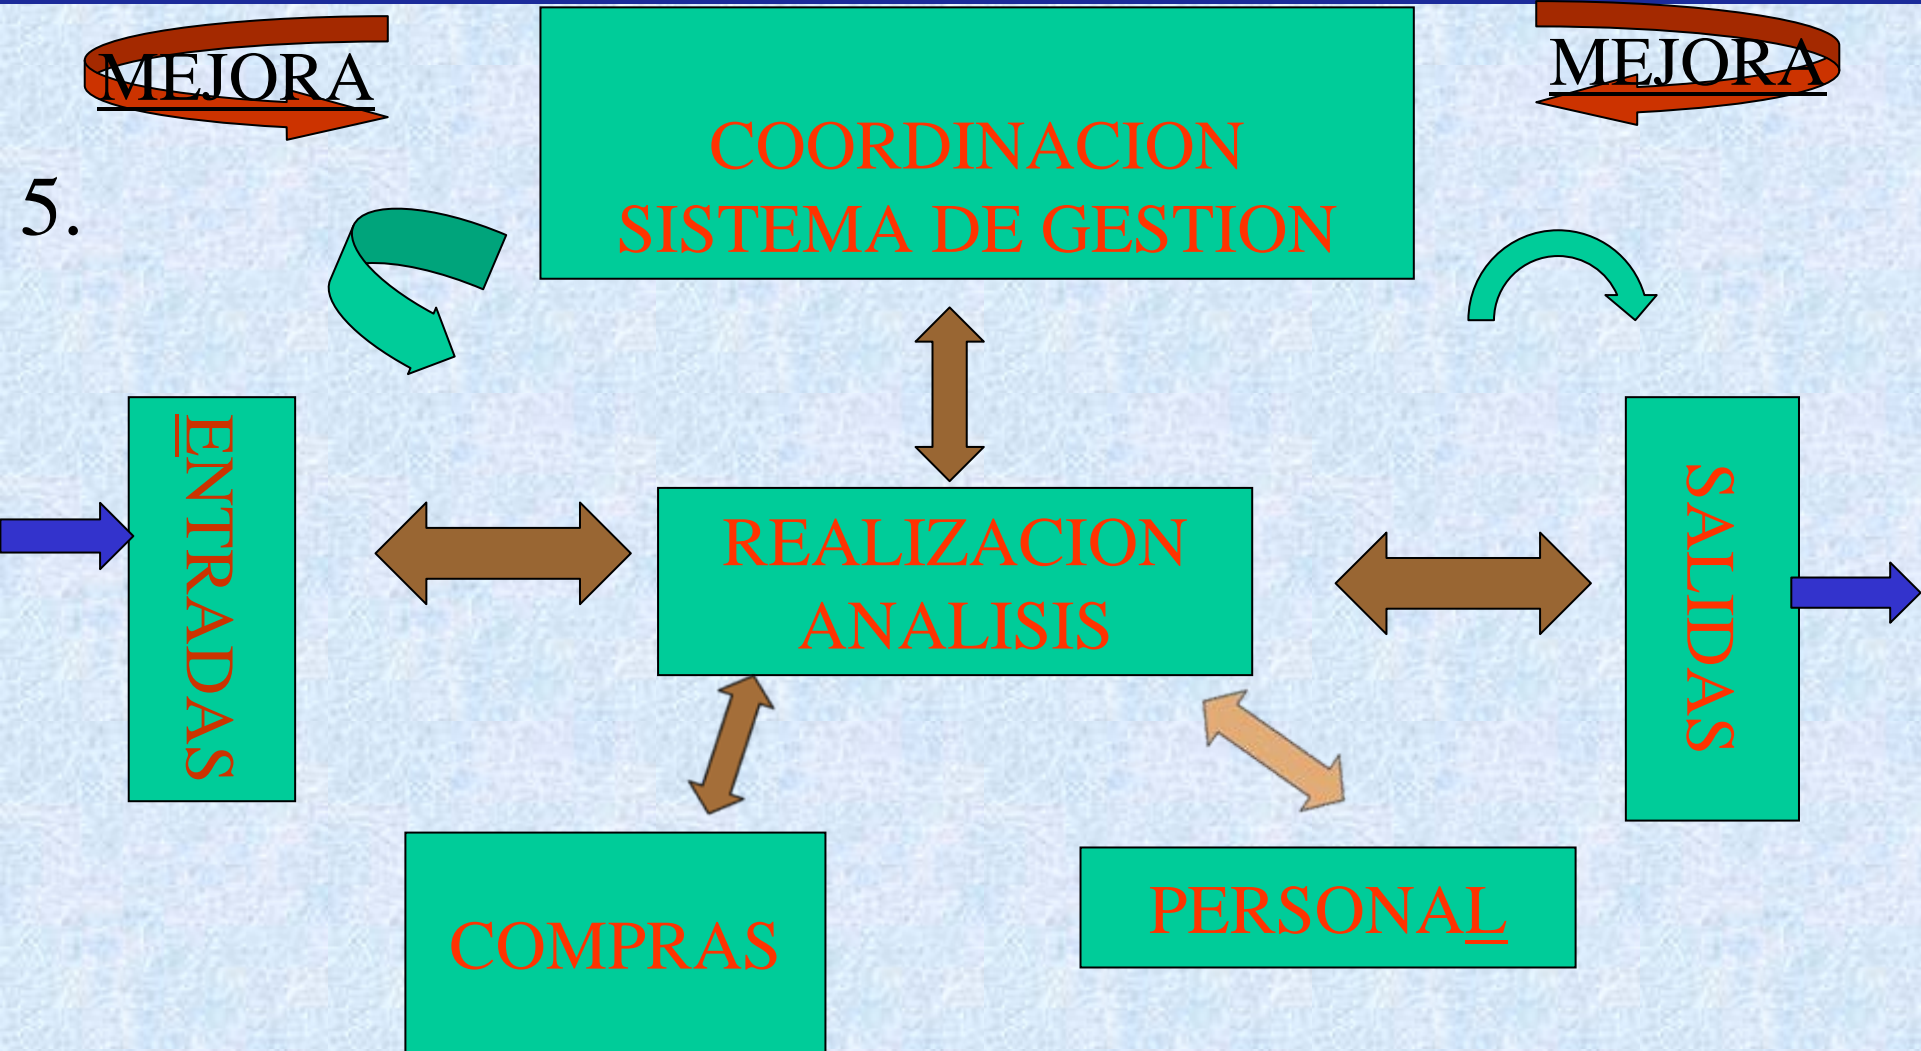 MEJORA
MEJORA
COORDINACION
SISTEMA DE GESTION
5.
ENTRADAS
REALIZACION
ANALISIS
SALIDAS
COMPRAS
PERSONAL